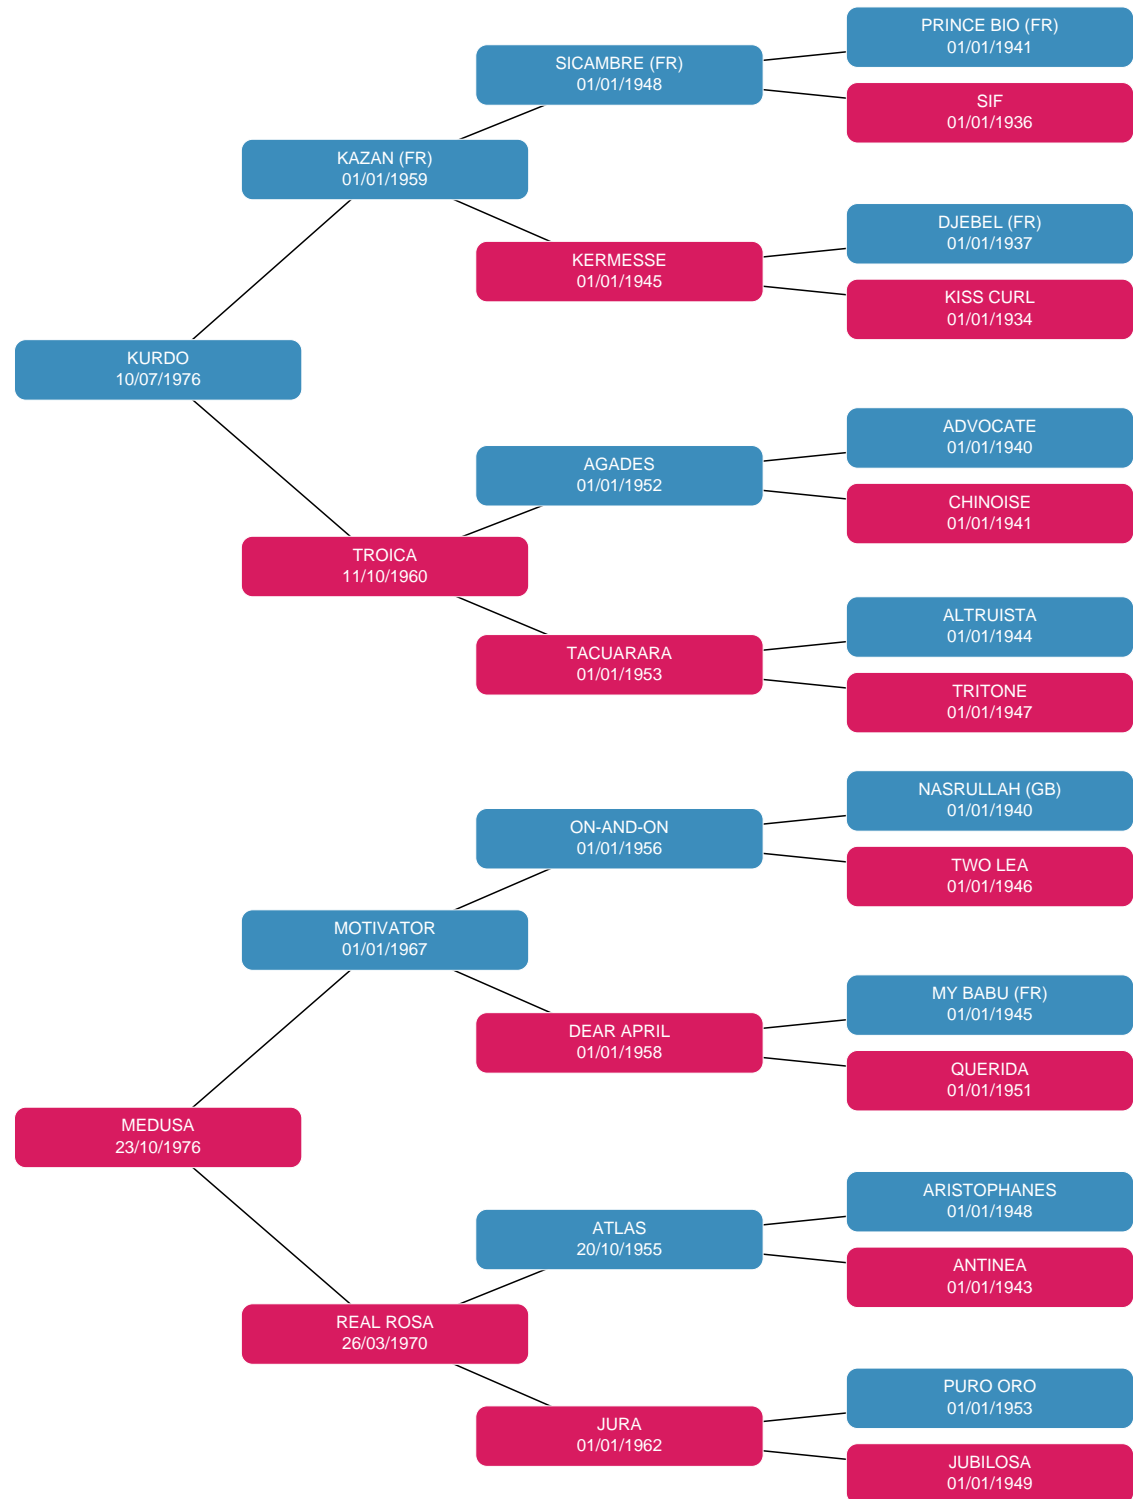 PRINCE BIO (FR)
01/01/1941
SICAMBRE (FR)
01/01/1948
SIF
01/01/1936
KAZAN (FR)
01/01/1959
DJEBEL (FR)
01/01/1937
KERMESSE
01/01/1945
KISS CURL
01/01/1934
KURDO
10/07/1976
ADVOCATE
01/01/1940
AGADES
01/01/1952
CHINOISE
01/01/1941
TROICA
11/10/1960
ALTRUISTA
01/01/1944
TACUARARA
01/01/1953
TRITONE
01/01/1947
NASRULLAH (GB)
01/01/1940
ON-AND-ON
01/01/1956
TWO LEA
01/01/1946
MOTIVATOR
01/01/1967
MY BABU (FR)
01/01/1945
DEAR APRIL
01/01/1958
QUERIDA
01/01/1951
MEDUSA
23/10/1976
ARISTOPHANES
01/01/1948
ATLAS
20/10/1955
ANTINEA
01/01/1943
REAL ROSA
26/03/1970
PURO ORO
01/01/1953
JURA
01/01/1962
JUBILOSA
01/01/1949